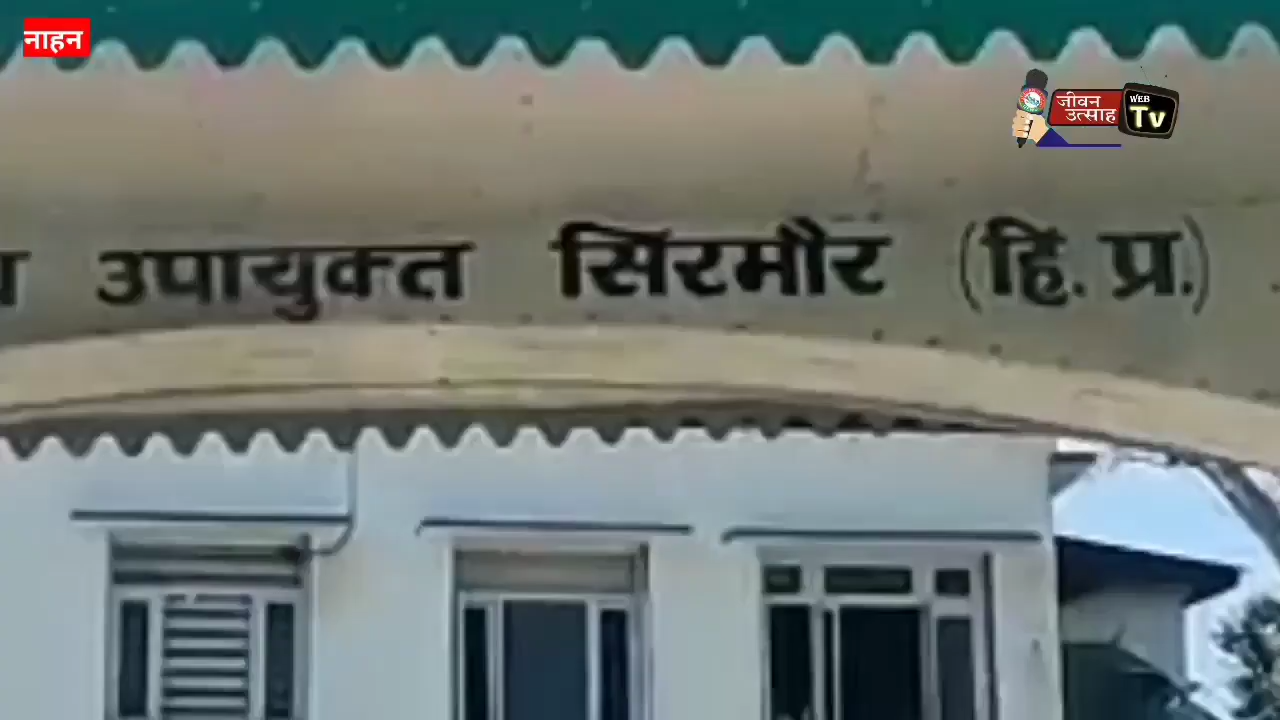 नाहन
जीवन
उत्साह
WEB
Tv
उपायुक्त सिरमौर (हि. प्र.)